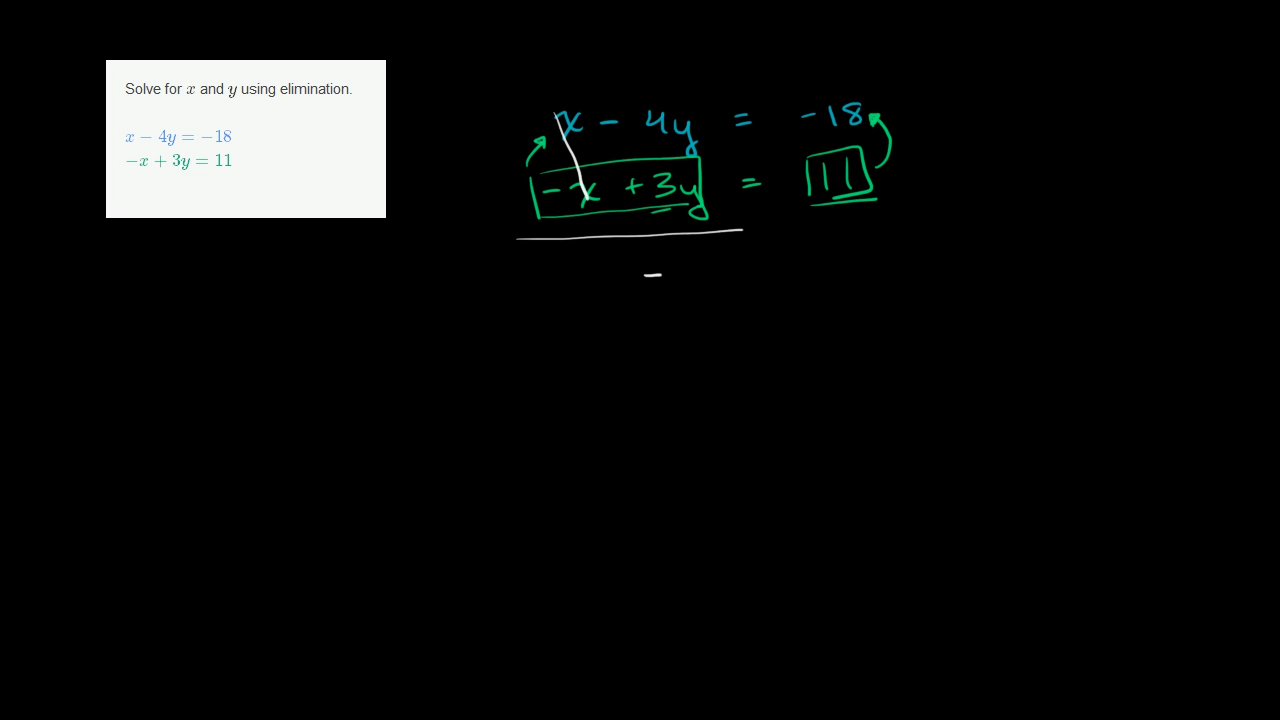 Solve for x and y using elimination.
x − 4y = −18
−x + 3y = 11
x − 4y = −18
−x + 3y = 11
−